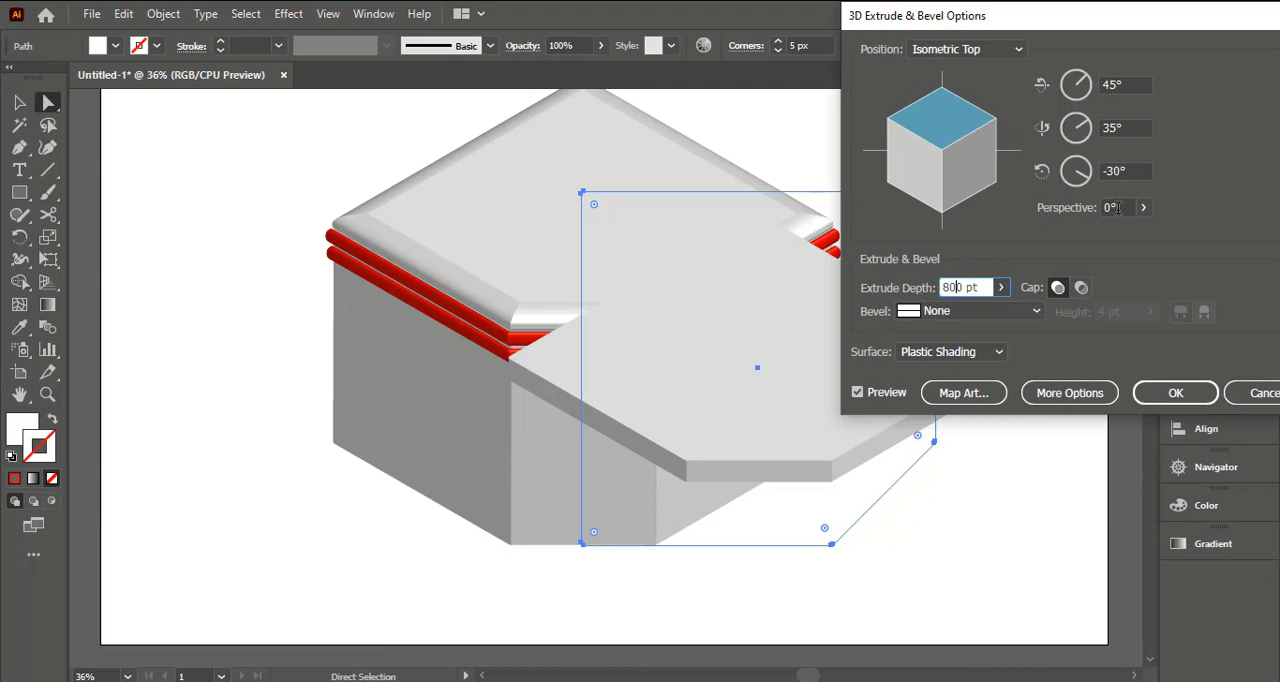 Ai File Edit Object Type Select Effect View Window Help
3D Extrude & Bevel Options
Path Stroke: Basic Opacity: 100% Style: Corners: 5 px
Position: Isometric Top
Untitled-1* @ 36% (RGB/CPU Preview)
45°
35°
-30°
Perspective: 0°
Extrude & Bevel
Extrude Depth: 800 pt Cap:
Bevel: None Height: 4 pt
Surface: Plastic Shading
Preview Map Art... More Options OK Cance
Align
Navigator
Color
Gradient
36% 1 Direct Selection